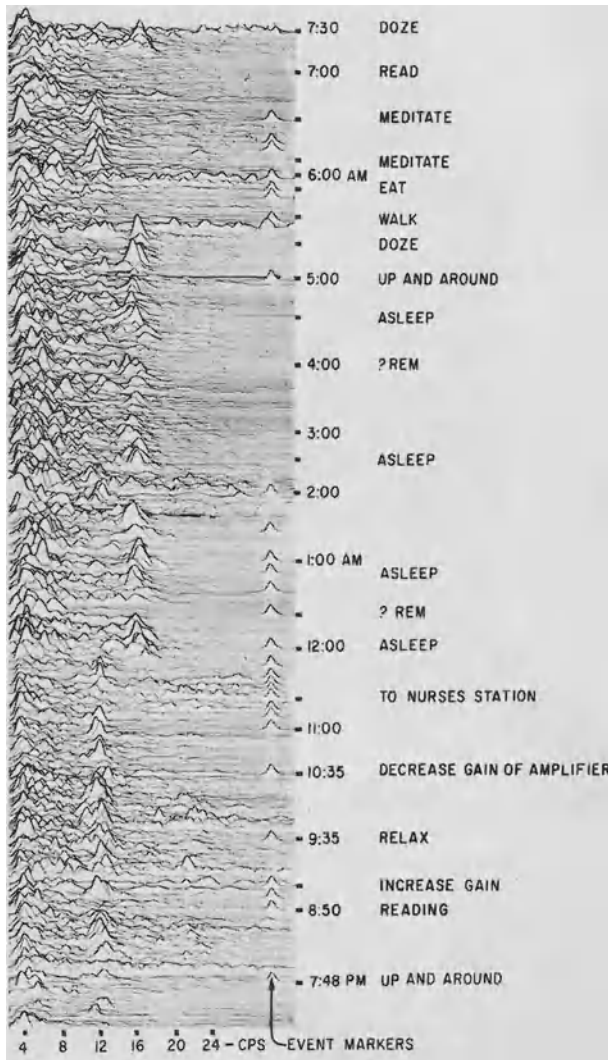 7:30 DOZE
7:00 READ
MEDITATE
MEDITATE
6:00 AM
EAT
WALK
DOZE
5:00 UP AND AROUND
ASLEEP
4:00 ? REM
3:00
ASLEEP
2:00
1:00 AM
ASLEEP
? REM
12:00 ASLEEP
TO NURSES STATION
11:00
10:35 DECREASE GAIN OF AMPLIFIER
9:35 RELAX
INCREASE GAIN
8:50 READING
7:48 PM UP AND AROUND
4 8 12 16 20 24 - CPS EVENT MARKERS